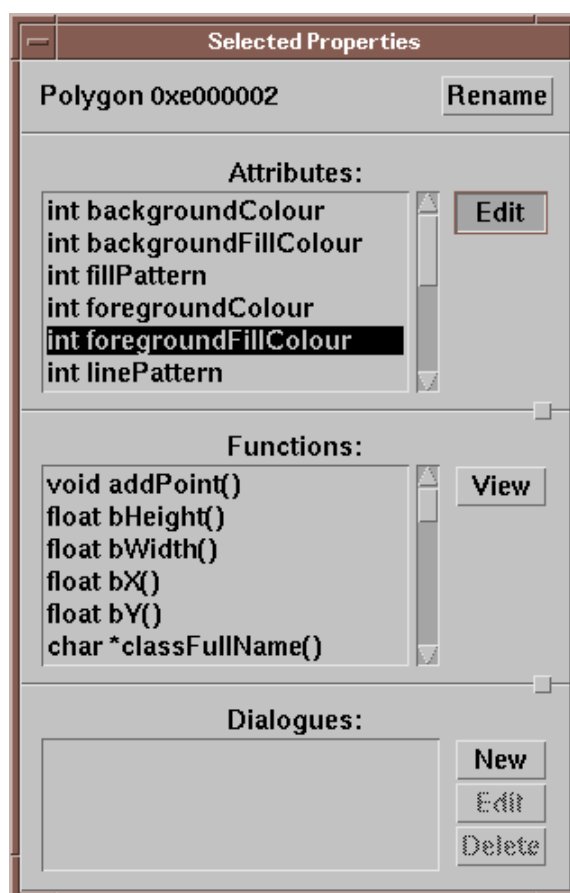 Selected Properties
Polygon 0xe000002
Rename
Attributes:
int backgroundColour
int backgroundFillColour
int fillPattern
int foregroundColour
int foregroundFillColour
int linePattern
Edit
Functions:
void addPoint()
float bHeight()
float bWidth()
float bX()
float bY()
char *classFullName()
View
Dialogues:
New
Edit
Delete